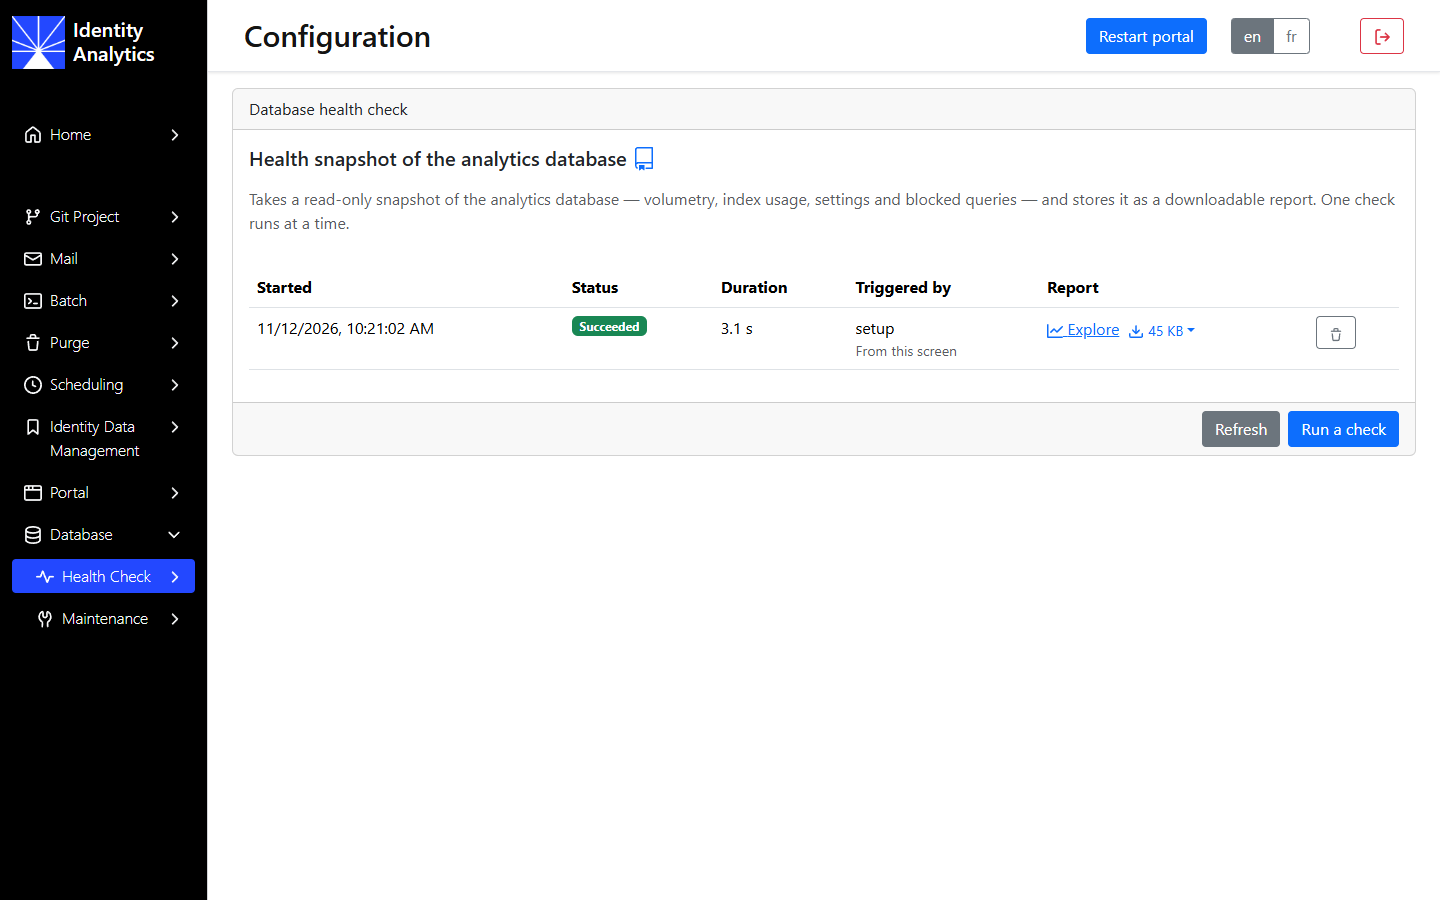 Identity
Analytics
Configuration
Restart portal
en
fr
Home
Git Project
Mail
Batch
Purge
Scheduling
Identity Data
Management
Portal
Database
Health Check
Maintenance
Database health check
Health snapshot of the analytics database
Takes a read-only snapshot of the analytics database — volumetry, index usage, settings and blocked queries — and stores it as a downloadable report. One check
runs at a time.
Started Status Duration Triggered by Report
11/12/2026, 10:21:02 AM Succeeded 3.1 s setup Explore 45 KB
From this screen
Refresh Run a check